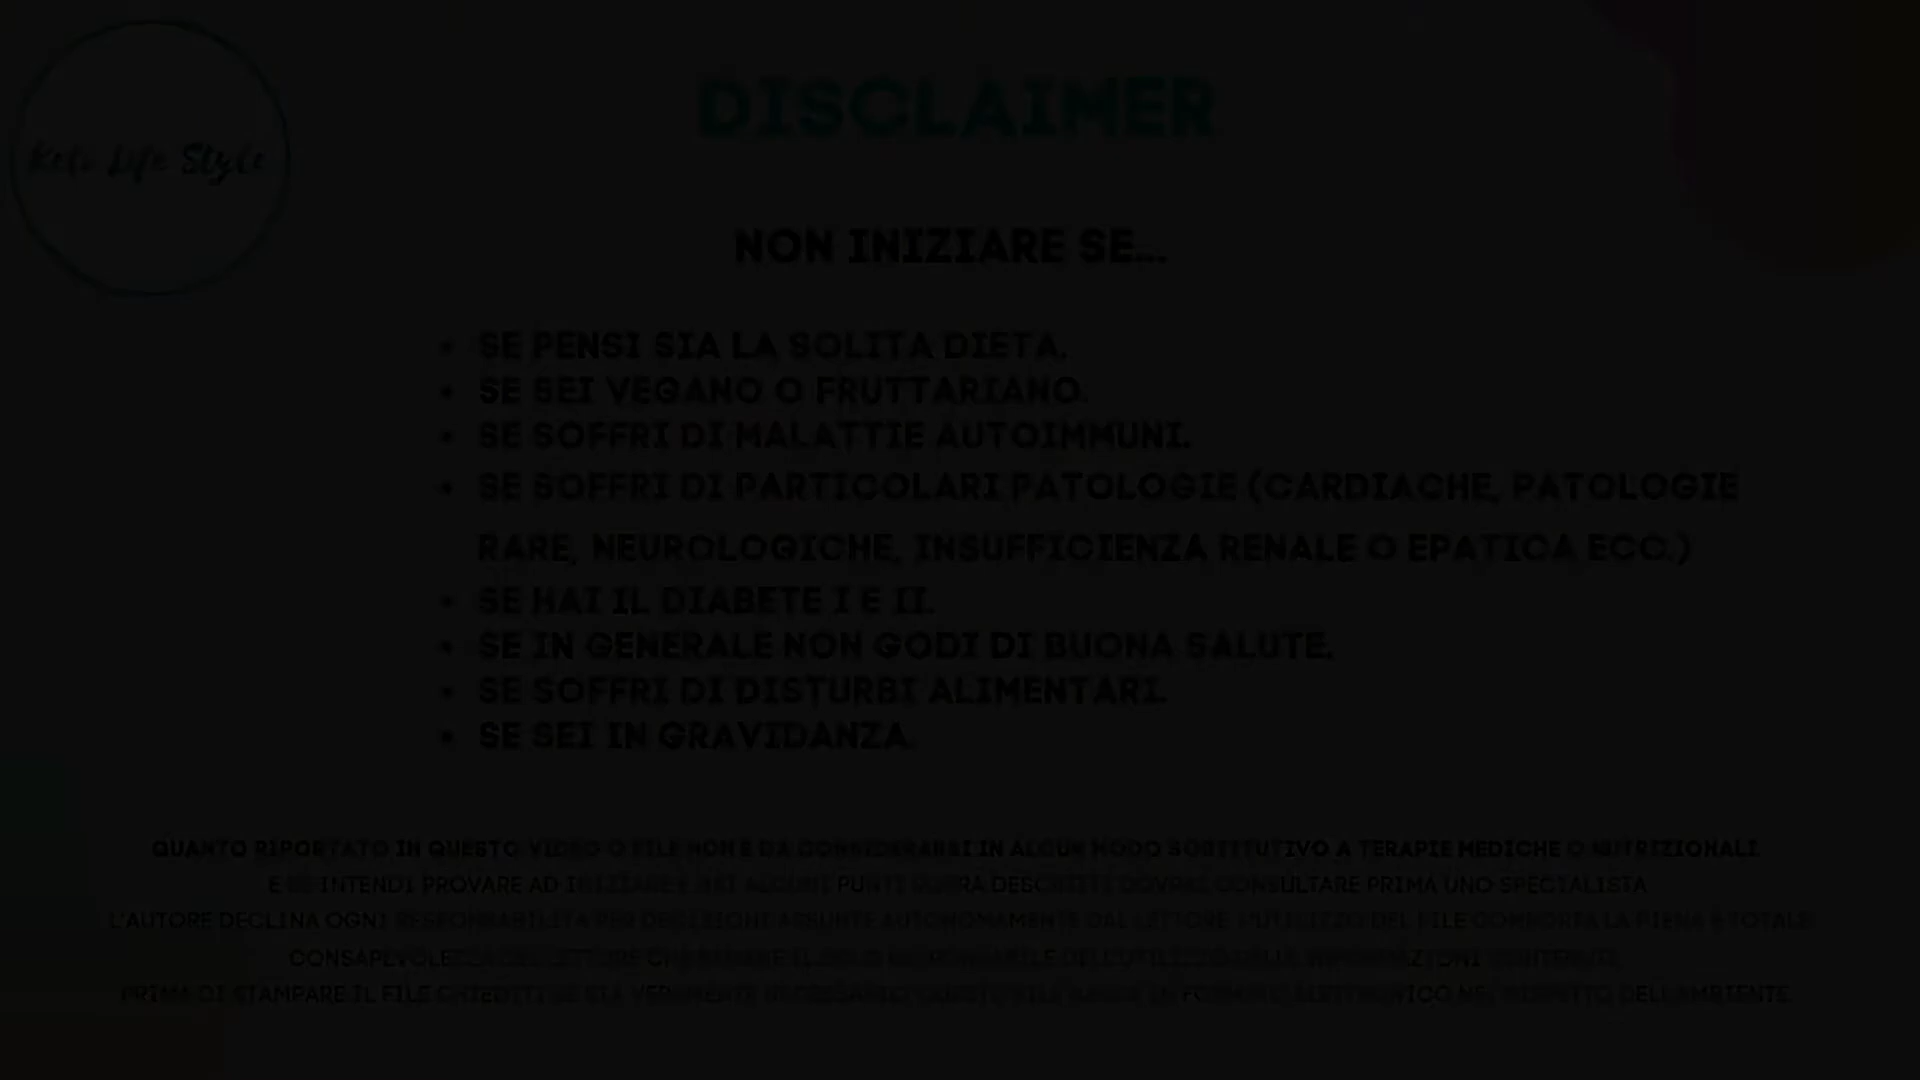 Keto Life Style
DISCLAIMER
NON INIZIARE SE...
• SE PENSI SIA LA SOLITA DIETA.
• SE SEI VEGANO O FRUTTARIANO.
• SE SOFFRI DI MALATTIE AUTOIMMUNI.
• SE SOFFRI DI PARTICOLARI PATOLOGIE (CARDIACHE, PATOLOGIE
RARE, NEUROLOGICHE, INSUFFICIENZA RENALE O EPATICA ECC.)
• SE HAI IL DIABETE I E II.
• SE IN GENERALE NON GODI DI BUONA SALUTE.
• SE SOFFRI DI DISTURBI ALIMENTARI.
• SE SEI IN GRAVIDANZA.
QUANTO RIPORTATO IN QUESTO VIDEO O FILE NON È DA CONSIDERARSI IN ALCUN MODO SOSTITUTIVO A TERAPIE MEDICHE O NUTRIZIONALI
E SE INTENDI PROVARE AD INIZIARE E SEI ALCUNI PUNTI SOPRA DESCRITTI DOVRAI CONSULTARE PRIMA UNO SPECIALISTA
L'AUTORE DECLINA OGNI RESPONSABILITÀ PER DECISIONI ASSUNTE AUTONOMAMENTE DAL LETTORE. L'UTILIZZO DEL FILE COMPORTA LA PIENA E TOTALE
CONSAPEVOLEZZA DEL LETTORE CHE RIMANE IL SOLO RESPONSABILE DELL'UTILIZZO DELLE INFORMAZIONI CONTENUTE.
PRIMA DI STAMPARE IL FILE CHIEDITI SE SIA VERAMENTE NECESSARIO. FORMATO ELETTRONICO NEL RISPETTO DELL'AMBIENTE.